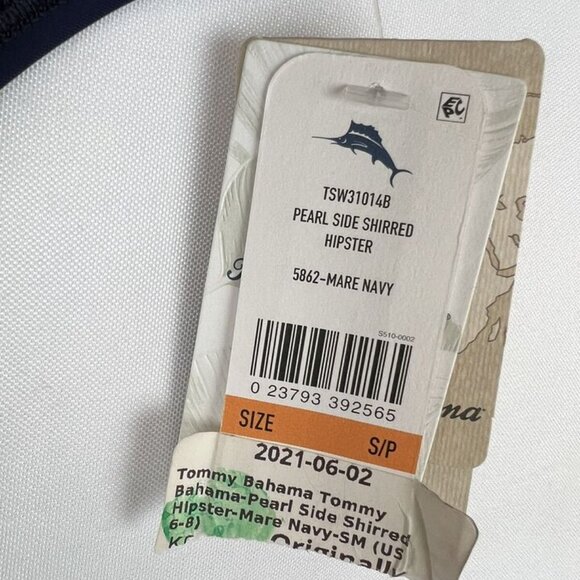 TSW31014B
PEARL SIDE SHIRRED
HIPSTER
5862-MARE NAVY
S510-0002
0 23793 392565
SIZE S/P
2021-06-02
Tommy Bahama Tommy
Bahama-Pearl Side Shirred
Hipster-Mare Navy-SM (US
6-8)
Originally